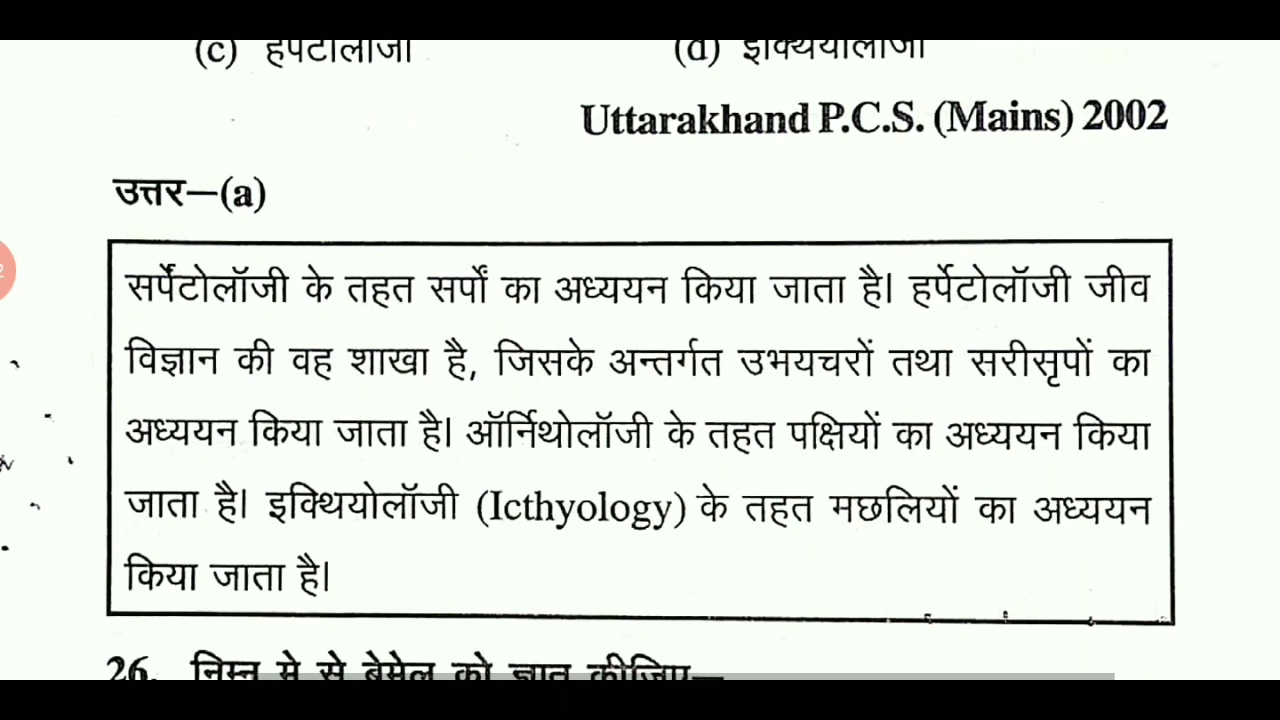 (c) हर्पेटोलॉजी (d) इक्थियोलॉजी
Uttarakhand P.C.S. (Mains) 2002
उत्तर—(a)
सर्पेंटोलॉजी के तहत सर्पों का अध्ययन किया जाता है। हर्पेटोलॉजी जीव
विज्ञान की वह शाखा है, जिसके अन्तर्गत उभयचरों तथा सरीसृपों का
अध्ययन किया जाता है। ऑर्निथोलॉजी के तहत पक्षियों का अध्ययन किया
जाता है। इक्थियोलॉजी (Icthyology) के तहत मछलियों का अध्ययन
किया जाता है।
26. निम्न मे से बेमेल को ज्ञात कीजिए—